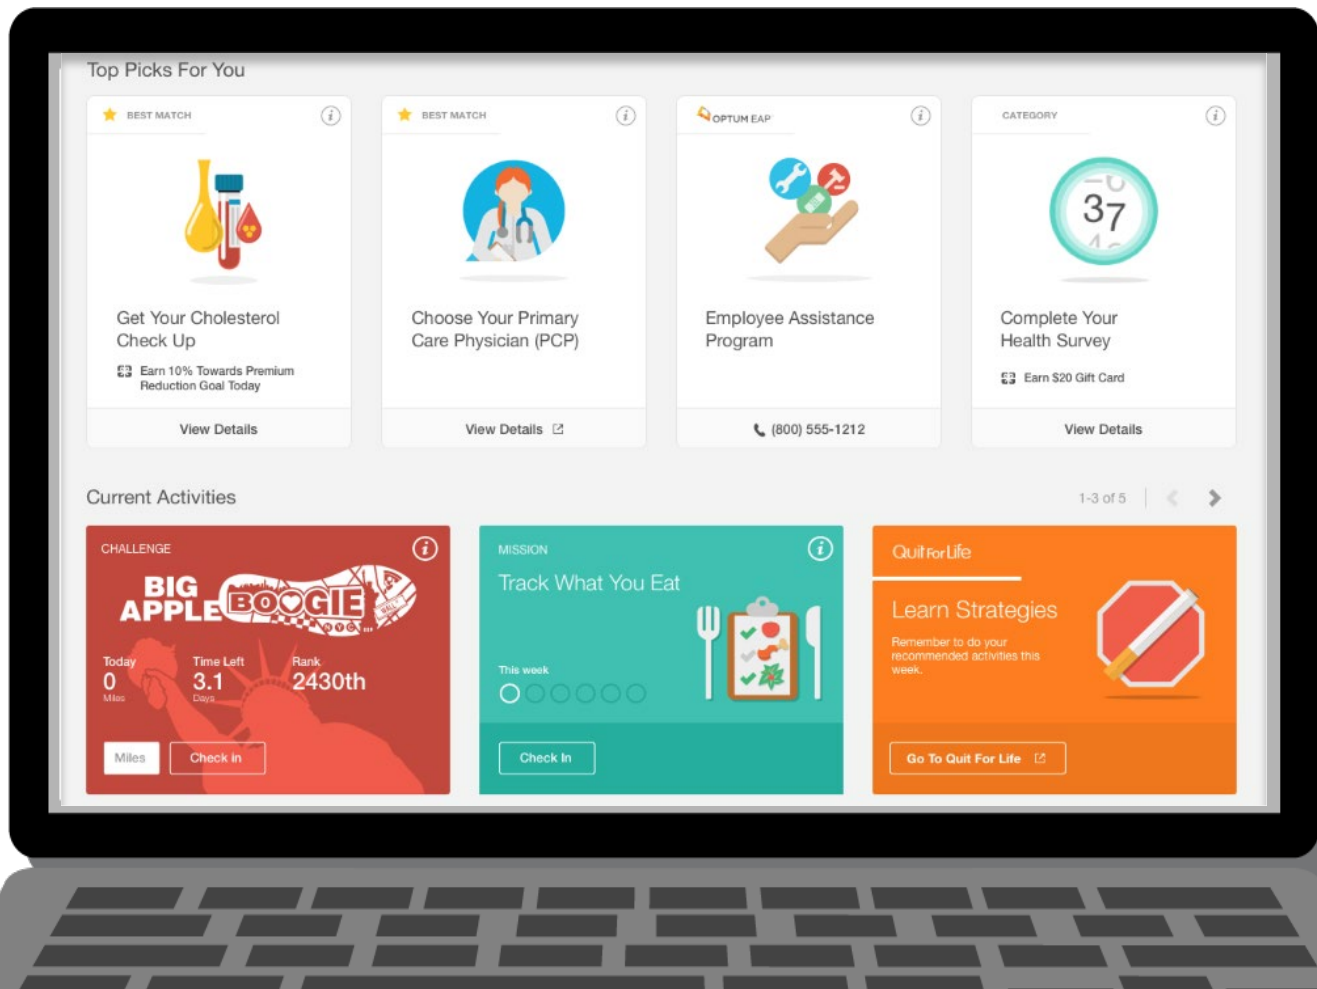 Top Picks For You
BEST MATCH
Get Your Cholesterol
Check Up
Earn 10% Towards Premium
Reduction Goal Today
View Details
BEST MATCH
Choose Your Primary
Care Physician (PCP)
View Details
OPTUM EAP
Employee Assistance
Program
(800) 555-1212
CATEGORY
37
Complete Your
Health Survey
Earn $20 Gift Card
View Details
Current Activities
1-3 of 5
CHALLENGE
BIG
APPLE BOOGIE
NYC
Today
0
Miles
Time Left
3.1
Days
Rank
2430th
Miles
Check in
MISSION
Track What You Eat
This week
Check In
Quit For Life
Learn Strategies
Remember to do your
recommended activities this
week.
Go To Quit For Life